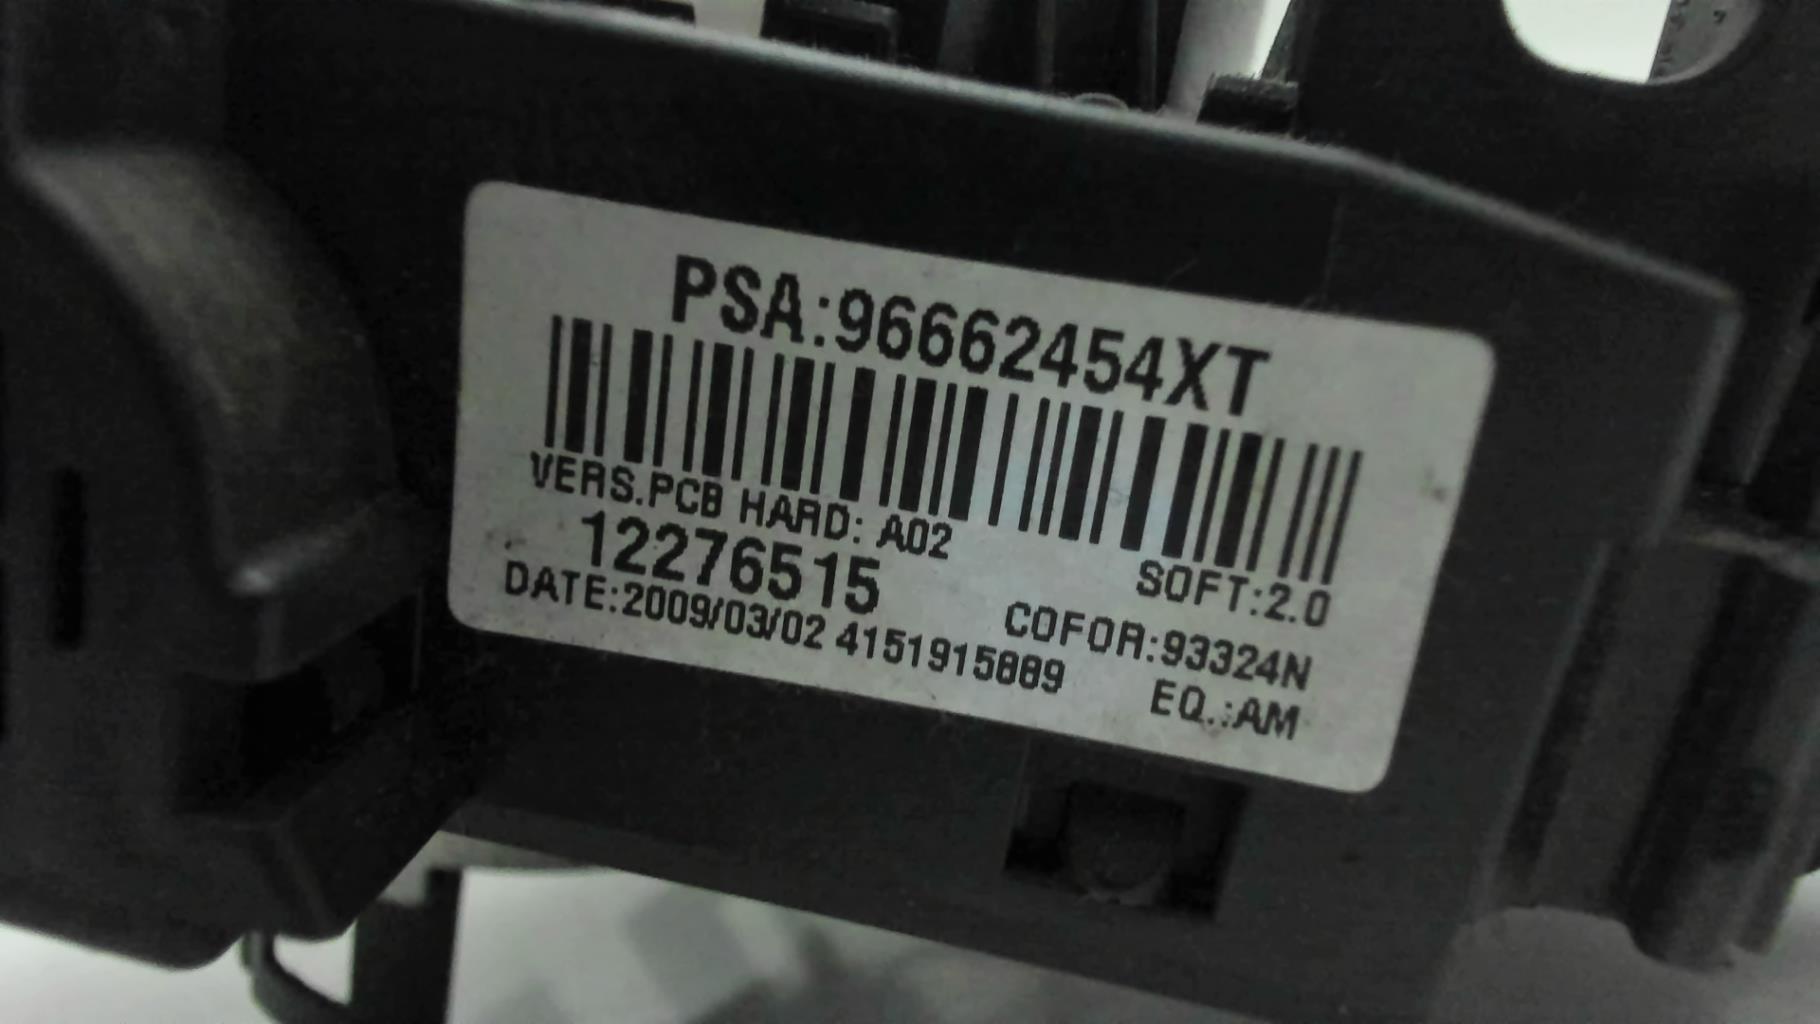 PSA:96662454XT
VERS.PCB HARD: A02
SOFT:2.0
12276515
COFOR:93324N
DATE:2009/03/02 4151915889
EQ.:AM